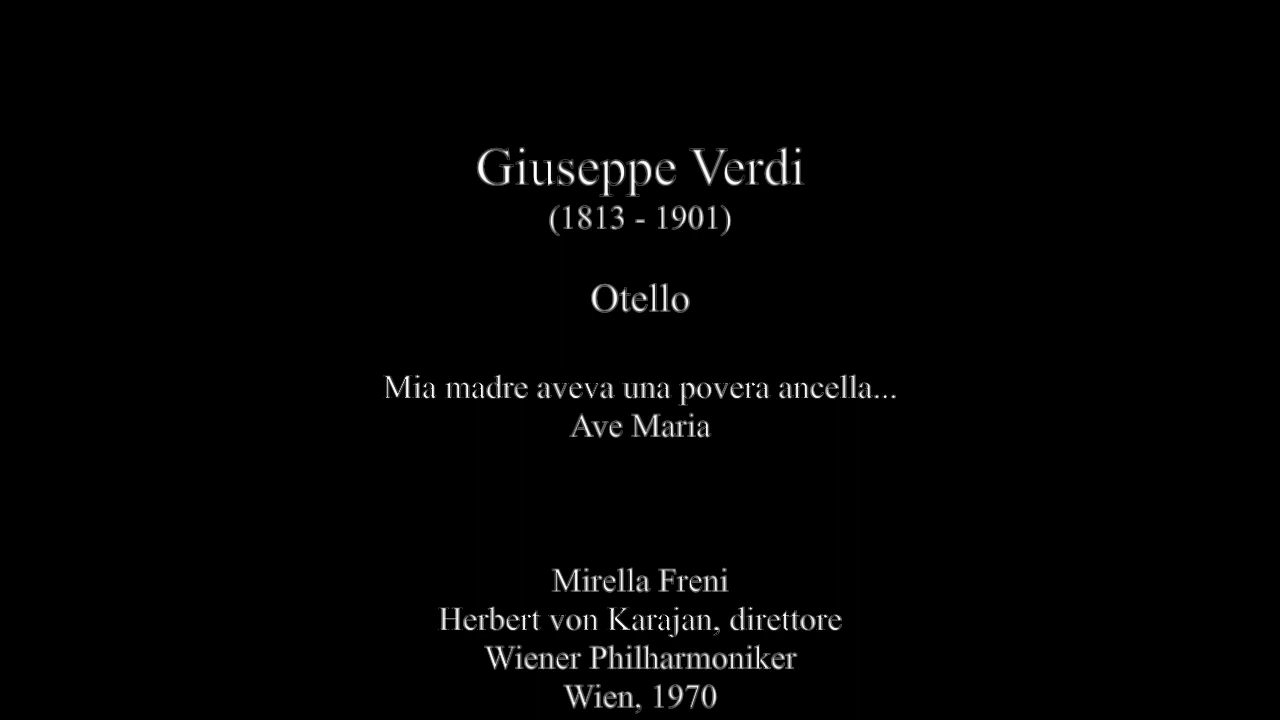 Giuseppe Verdi
(1813 - 1901)
Otello
Mia madre aveva una povera ancella...
Ave Maria
Mirella Freni
Herbert von Karajan, direttore
Wiener Philharmoniker
Wien, 1970